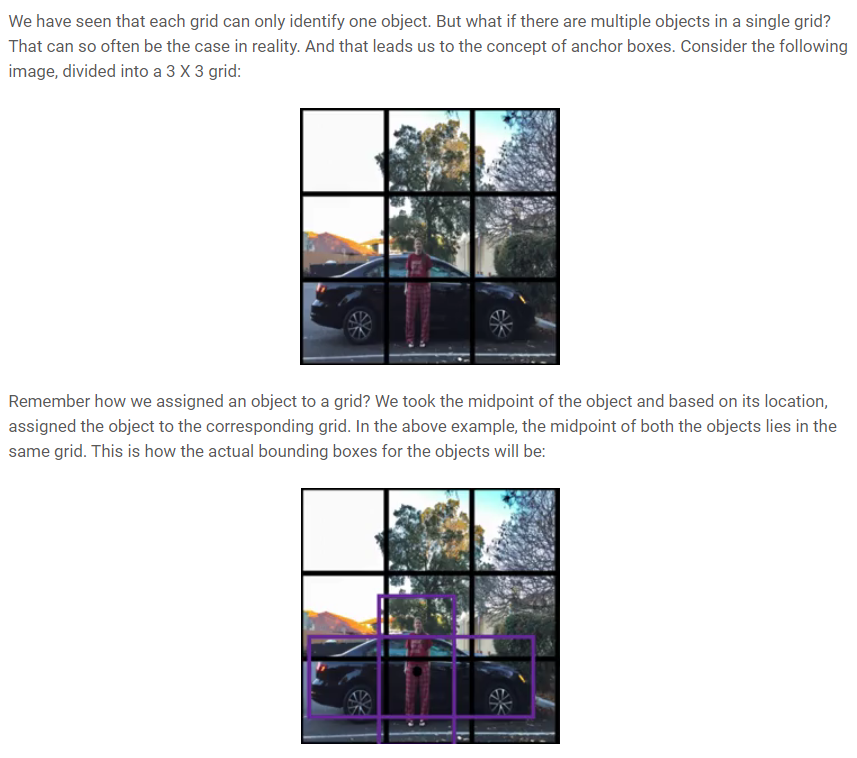 We have seen that each grid can only identify one object. But what if there are multiple objects in a single grid?
That can so often be the case in reality. And that leads us to the concept of anchor boxes. Consider the following
image, divided into a 3 X 3 grid:
Remember how we assigned an object to a grid? We took the midpoint of the object and based on its location,
assigned the object to the corresponding grid. In the above example, the midpoint of both the objects lies in the
same grid. This is how the actual bounding boxes for the objects will be: